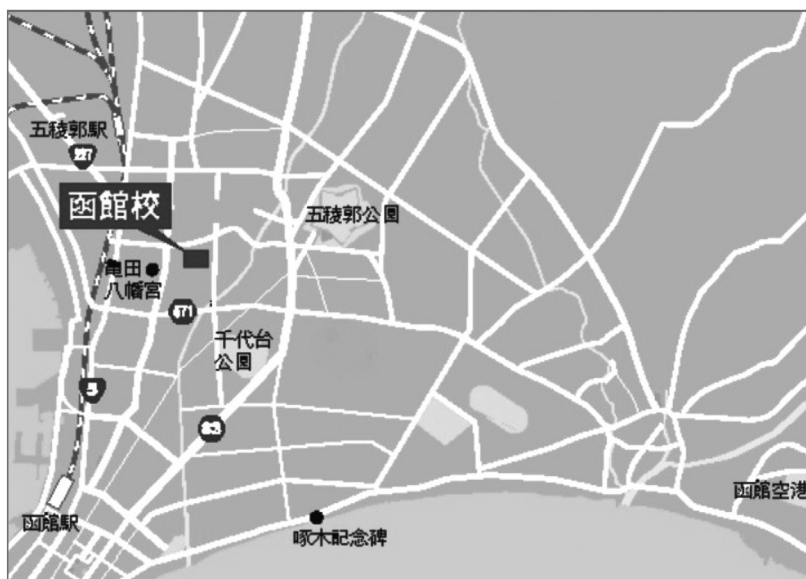 五稜郭駅
227
函館校
五稜郭公園
亀田
八幡宮
571
千代台
公園
5
83
函館空港
函館駅
啄木記念碑